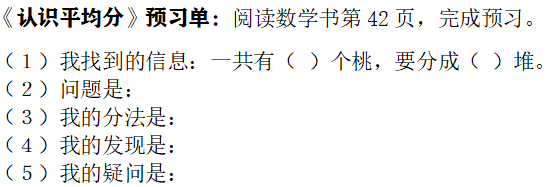 《认识平均分》预习单：阅读数学书第 42 页，完成预习。
（1）我找到的信息：一共有（ ）个桃，要分成（ ）堆。
（2）问题是：
（3）我的分法是：
（4）我的发现是：
（5）我的疑问是：